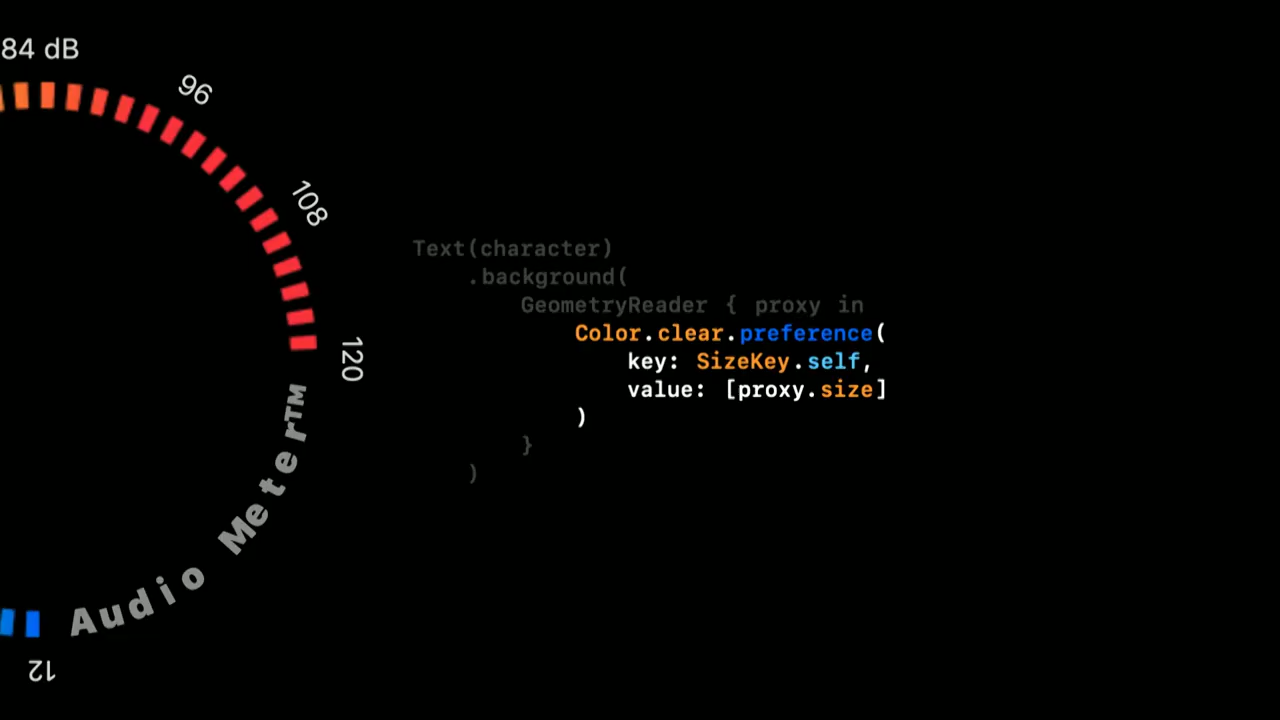 84 dB
96
108
120
Audio Meter™
12
Text(character)
.background(
GeometryReader { proxy in
Color.clear.preference(
key: SizeKey.self,
value: [proxy.size]
)
}
)